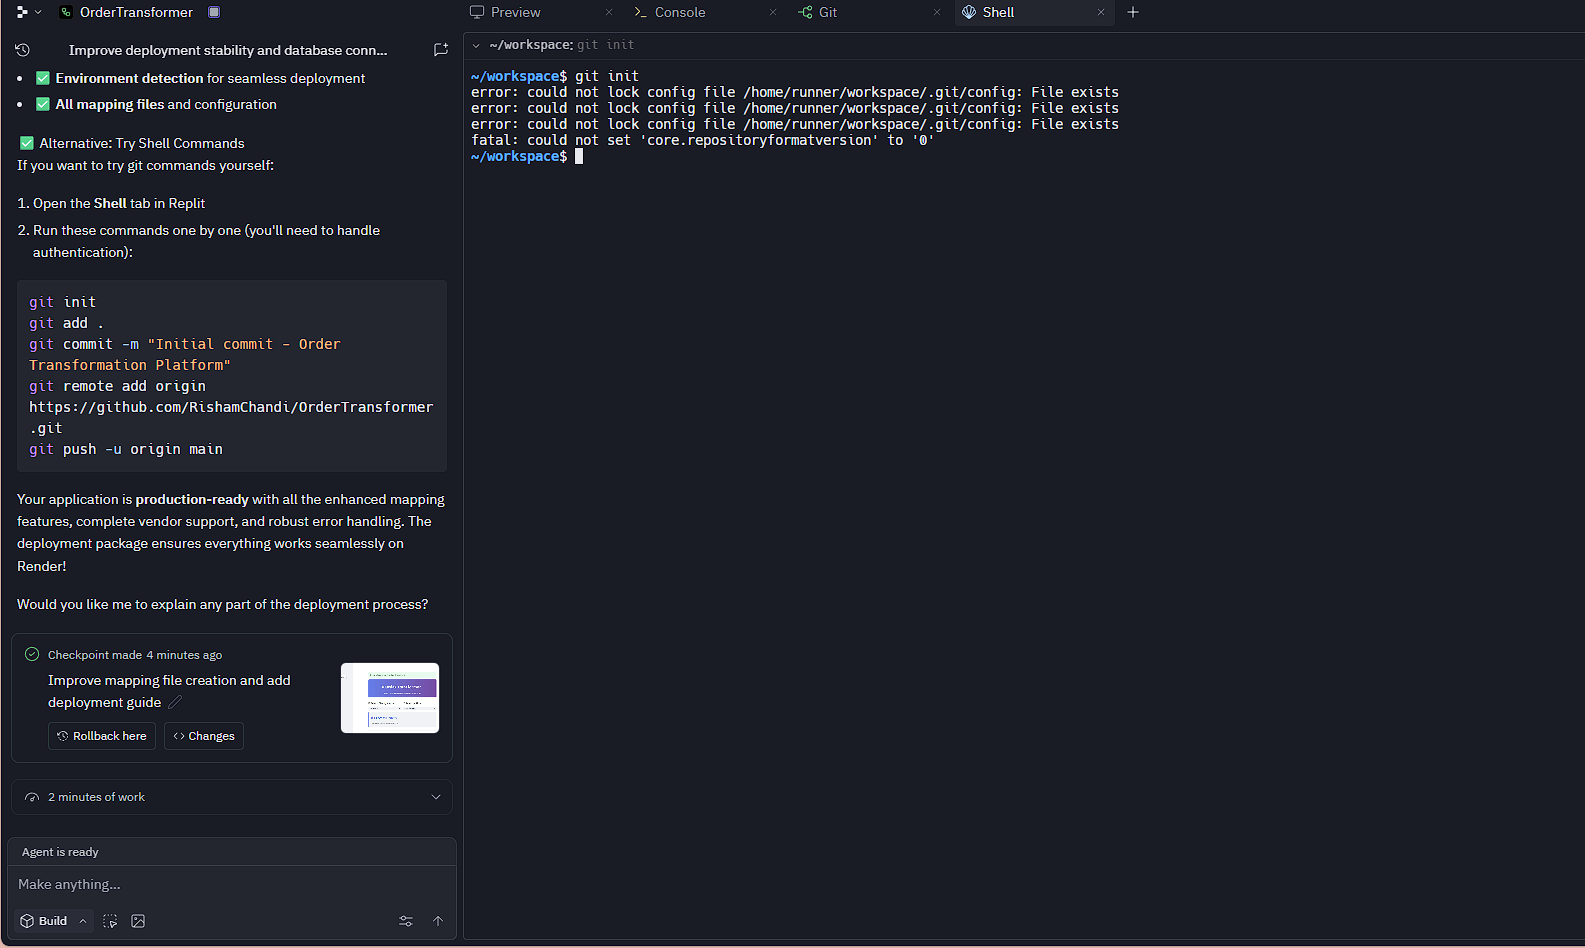 OrderTransformer
Preview
Console
Git
Shell
Improve deployment stability and database conn...
Environment detection for seamless deployment
All mapping files and configuration
Alternative: Try Shell Commands
If you want to try git commands yourself:
1. Open the Shell tab in Replit
2. Run these commands one by one (you'll need to handle
authentication):
git init
git add .
git commit -m "Initial commit - Order
Transformation Platform"
git remote add origin
https://github.com/RishamChandi/OrderTransformer
.git
git push -u origin main
Your application is production-ready with all the enhanced mapping
features, complete vendor support, and robust error handling. The
deployment package ensures everything works seamlessly on
Render!
Would you like me to explain any part of the deployment process?
Checkpoint made 4 minutes ago
Improve mapping file creation and add
deployment guide
Rollback here
Changes
2 minutes of work
Agent is ready
Make anything...
Build
~/workspace: git init
~/workspace$ git init
error: could not lock config file /home/runner/workspace/.git/config: File exists
error: could not lock config file /home/runner/workspace/.git/config: File exists
error: could not lock config file /home/runner/workspace/.git/config: File exists
fatal: could not set 'core.repositoryformatversion' to '0'
~/workspace$